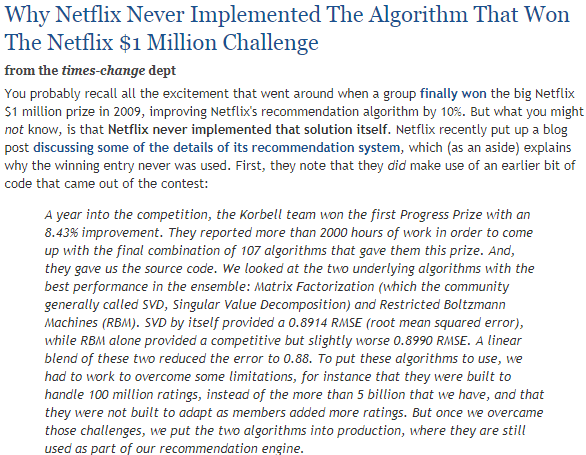 Why Netflix Never Implemented The Algorithm That Won
The Netflix $1 Million Challenge
from the times-change dept
You probably recall all the excitement that went around when a group finally won the big Netflix
$1 million prize in 2009, improving Netflix's recommendation algorithm by 10%. But what you might
not know, is that Netflix never implemented that solution itself. Netflix recently put up a blog
post discussing some of the details of its recommendation system, which (as an aside) explains
why the winning entry never was used. First, they note that they did make use of an earlier bit of
code that came out of the contest:
A year into the competition, the Korbell team won the first Progress Prize with an
8.43% improvement. They reported more than 2000 hours of work in order to come
up with the final combination of 107 algorithms that gave them this prize. And,
they gave us the source code. We looked at the two underlying algorithms with the
best performance in the ensemble: Matrix Factorization (which the community
generally called SVD, Singular Value Decomposition) and Restricted Boltzmann
Machines (RBM). SVD by itself provided a 0.8914 RMSE (root mean squared error),
while RBM alone provided a competitive but slightly worse 0.8990 RMSE. A linear
blend of these two reduced the error to 0.88. To put these algorithms to use, we
had to work to overcome some limitations, for instance that they were built to
handle 100 million ratings, instead of the more than 5 billion that we have, and that
they were not built to adapt as members added more ratings. But once we overcame
those challenges, we put the two algorithms into production, where they are still
used as part of our recommendation engine.